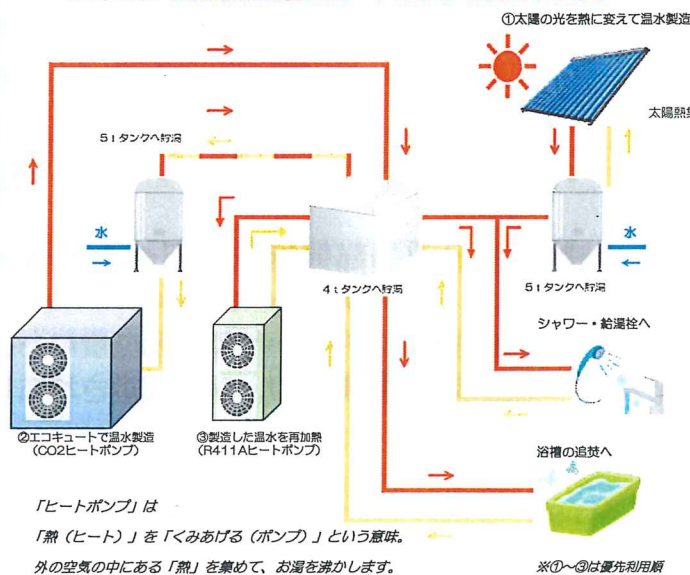 ①太陽の光を熱に変えて温水製造
太陽熱集
5tタンクへ貯湯
水
水
4tタンクへ貯湯
5tタンクへ貯湯
シャワー・給湯栓へ
②エコキュートで温水製造
(CO2ヒートポンプ)
③製造した温水を再加熱
(R411Aヒートポンプ)
浴槽の追焚へ
「ヒートポンプ」は
「熱(ヒート)」を「くみあげる(ポンプ)」という意味。
外の空気の中にある「熱」を集めて、お湯を沸かします。
※①~③は優先利用順